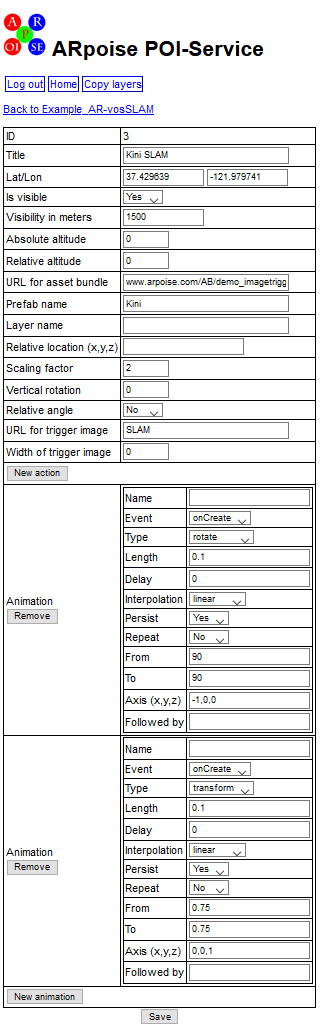 A R
P
OI SE
ARpoise POI-Service
Log out Home Copy layers
Back to Example_AR-vosSLAM
ID 3
Title Kini SLAM
Lat/Lon 37.429639 -121.979741
Is visible Yes
Visibility in meters 1500
Absolute altitude 0
Relative altitude 0
URL for asset bundle www.arpoise.com/AB/demo_imagetrigg
Prefab name Kini
Layer name
Relative location (x,y,z)
Scaling factor 2
Vertical rotation 0
Relative angle No
URL for trigger image SLAM
Width of trigger image 0
New action
Animation
Remove
Name
Event onCreate
Type rotate
Length 0.1
Delay 0
Interpolation linear
Persist Yes
Repeat No
From 90
To 90
Axis (x,y,z) -1,0,0
Followed by
Animation
Remove
Name
Event onCreate
Type transform
Length 0.1
Delay 0
Interpolation linear
Persist Yes
Repeat No
From 0.75
To 0.75
Axis (x,y,z) 0,0,1
Followed by
New animation
Save